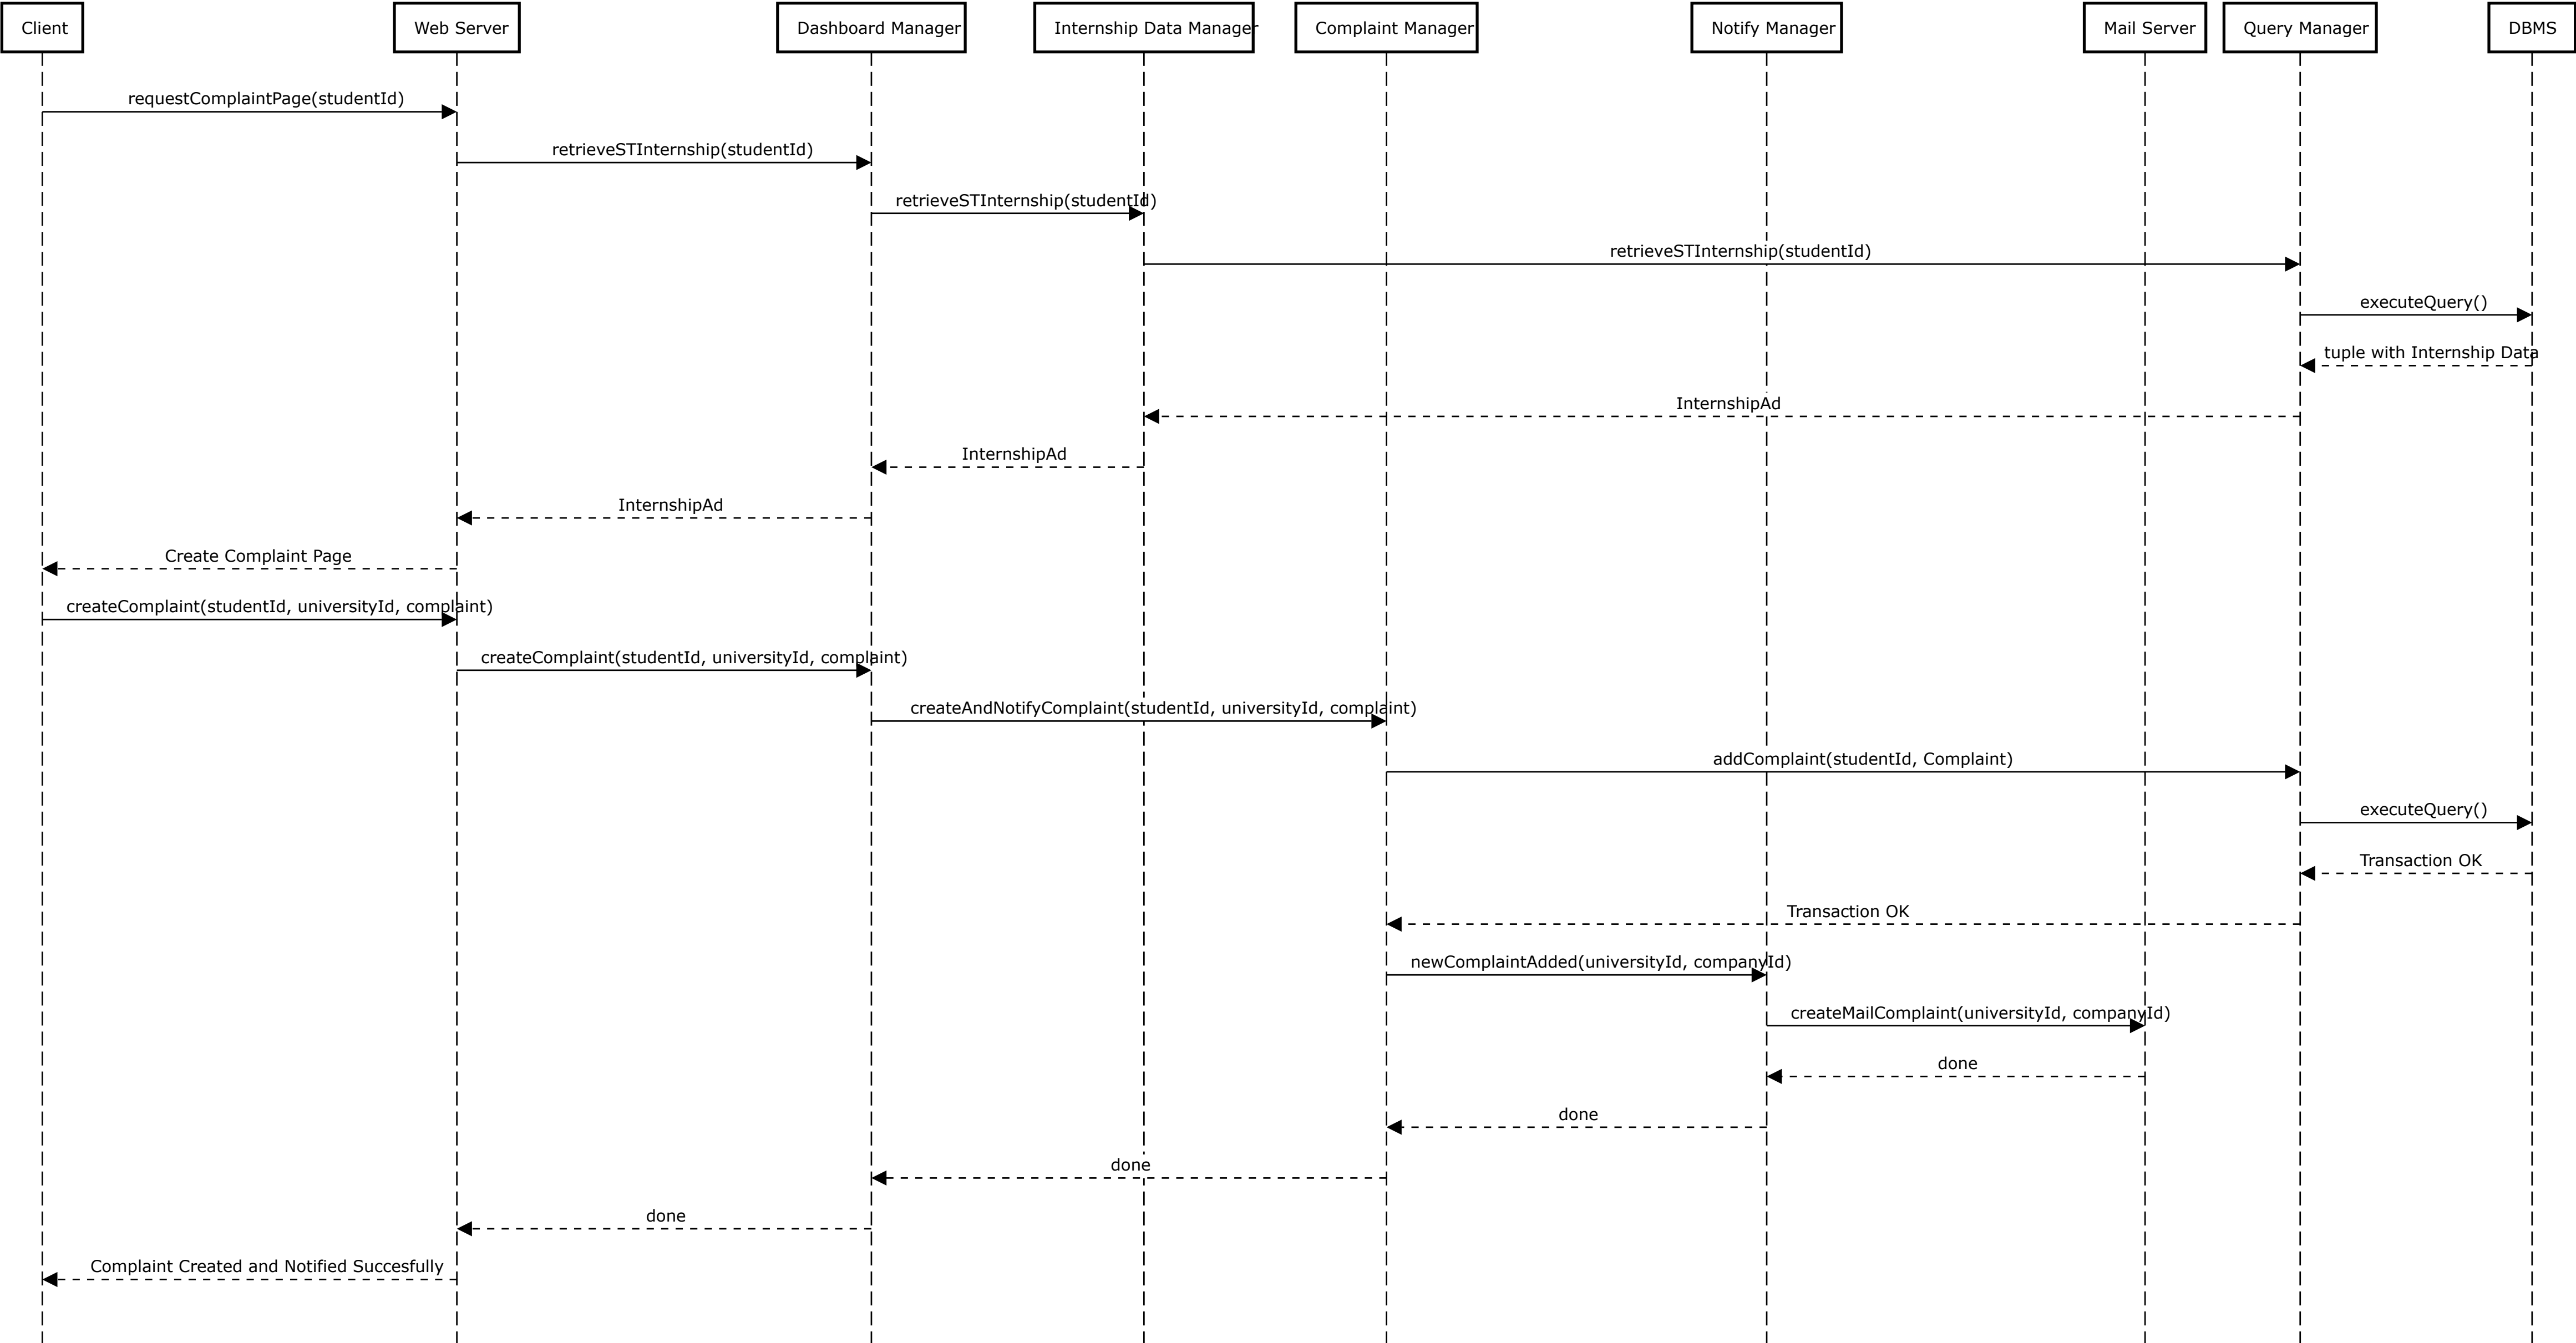 Client
Web Server
Dashboard Manager
Internship Data Manager
Complaint Manager
Notify Manager
Mail Server
Query Manager
DBMS
requestComplaintPage(studentId)
retrieveSTInternship(studentId)
retrieveSTInternship(studentId)
retrieveSTInternship(studentId)
executeQuery()
tuple with Internship Data
InternshipAd
InternshipAd
InternshipAd
Create Complaint Page
createComplaint(studentId, universityId, complaint)
createComplaint(studentId, universityId, complaint)
createAndNotifyComplaint(studentId, universityId, complaint)
addComplaint(studentId, Complaint)
executeQuery()
Transaction OK
Transaction OK
newComplaintAdded(universityId, companyId)
createMailComplaint(universityId, companyId)
done
done
done
done
Complaint Created and Notified Succesfully